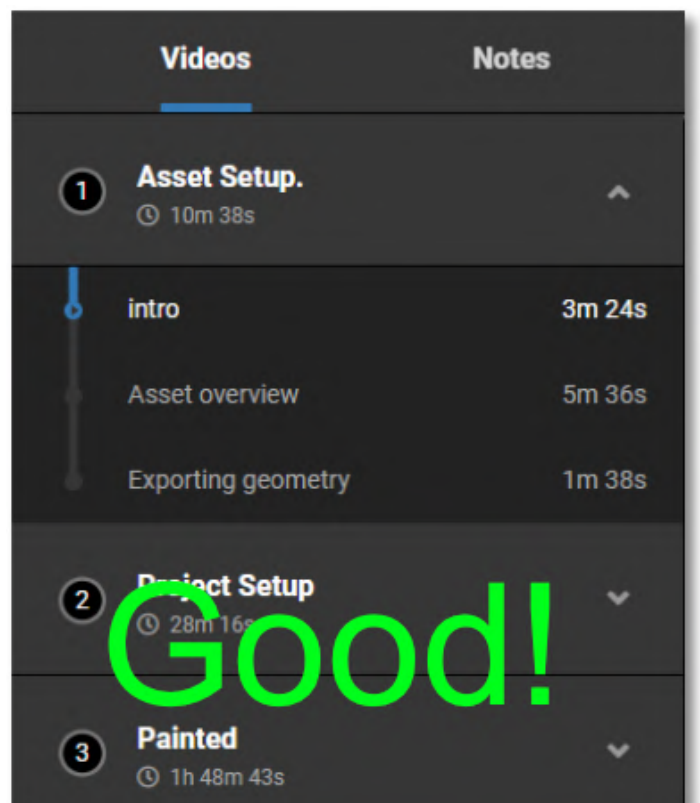 Videos Notes
1 Asset Setup.
10m 38s
intro 3m 24s
Asset overview 5m 36s
Exporting geometry 1m 38s
2 Project Setup
28m 16s
Good!
3 Painted
1h 48m 43s